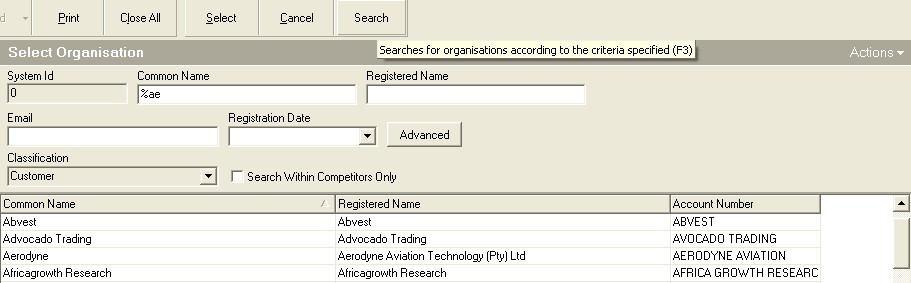 d Print Close All Select Cancel Search
Searches for organisations according to the criteria specified (F3)
Select Organisation Actions
System Id Common Name Registered Name
0 %ae
Email Registration Date
Advanced
Classification
Customer Search Within Competitors Only
Common Name Registered Name Account Number
Abvest Abvest ABVEST
Advocado Trading Advocado Trading AVOCADO TRADING
Aerodyne Aerodyne Aviation Technology (Pty) Ltd AERODYNE AVIATION
Africagrowth Research Africagrowth Research AFRICA GROWTH RESEARC